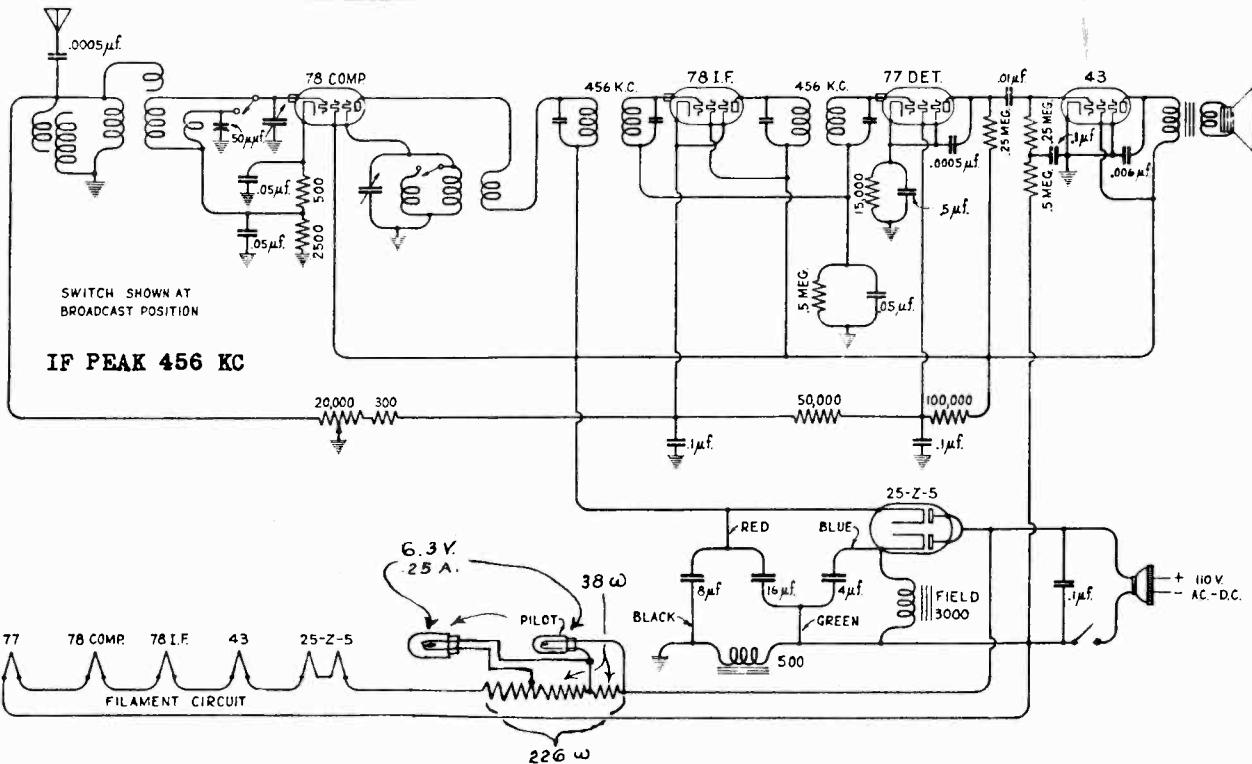 .0005µf.
78 COMP.
456 K.C.
78 I.F.
456 K.C.
77 DET.
.01µf
43
50µµf.
.05µf.
500
.05µf.
2500
.0005µf.
.25 MEG.
.25 MEG.
.1µf
.5 MEG.
.006µf
15,000
.5µf.
.5 MEG.
.05µf.
SWITCH SHOWN AT
BROADCAST POSITION
IF PEAK 456 KC
20,000
300
50,000
100,000
.1µf.
.1µf.
25-Z-5
RED
BLUE
6.3 V.
.25 A.
38 ω
8µf
16µf
4µf
FIELD
3000
.1µf.
+ 110 V.
- AC.-D.C.
PILOT
BLACK
GREEN
500
77
78 COMP.
78 I.F.
43
25-Z-5
FILAMENT CIRCUIT
226 ω